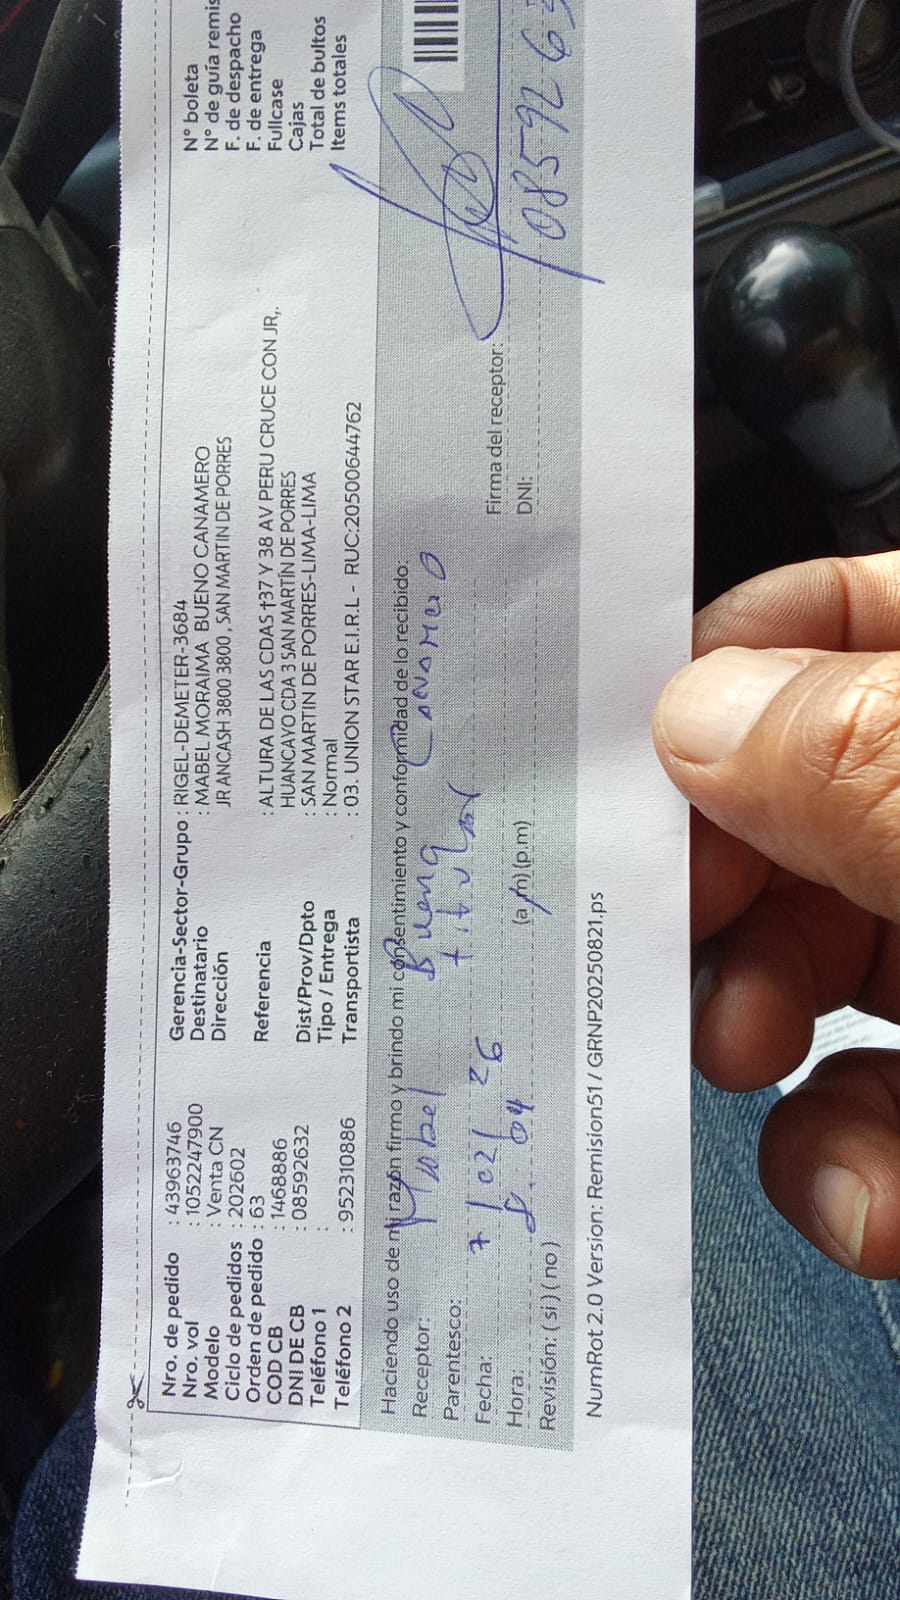 Nro. de pedido : 43963746
Nro. vol : 1052247900
Modelo : Venta CN
Ciclo de pedidos : 202602
Orden de pedido : 63
COD CB : 1468886
DNI DE CB : 08592632
Teléfono 1 :
Teléfono 2 : 952310886
Gerencia-Sector-Grupo : RIGEL-DEMETER-3684
Destinatario : MABEL MORAIMA BUENO CANAMERO
Dirección JR ANCASH 3800 3800 , SAN MARTIN DE PORRES
Referencia : ALTURA DE LAS CDAS †37 Y 38 AV PERU CRUCE CON JR,.
HUANCAYO CDA 3 SAN MARTÍN DE PORRES
Dist/Prov/Dpto : SAN MARTIN DE PORRES-LIMA-LIMA
Tipo / Entrega : Normal
Transportista : 03. UNION STAR E.I.R.L - RUC:20500644762
N° boleta
N° de guía remis
F. de despacho
F. de entrega
Fullcase
Cajas
Total de bultos
Items totales
Haciendo uso de mi razón firmo y brindo mi consentimiento y conformidad de lo recibido:
Receptor: Mabel Bueno Canamero
Parentesco: titular
Fecha: 7 / 02 / 26
Hora: 8:04 (a.m) (p.m)
Revisión: ( si ) ( no )
Firma del receptor:
DNI: 0859263
NumRot 2.0 Version: Remision51 / GRNP20250821.ps